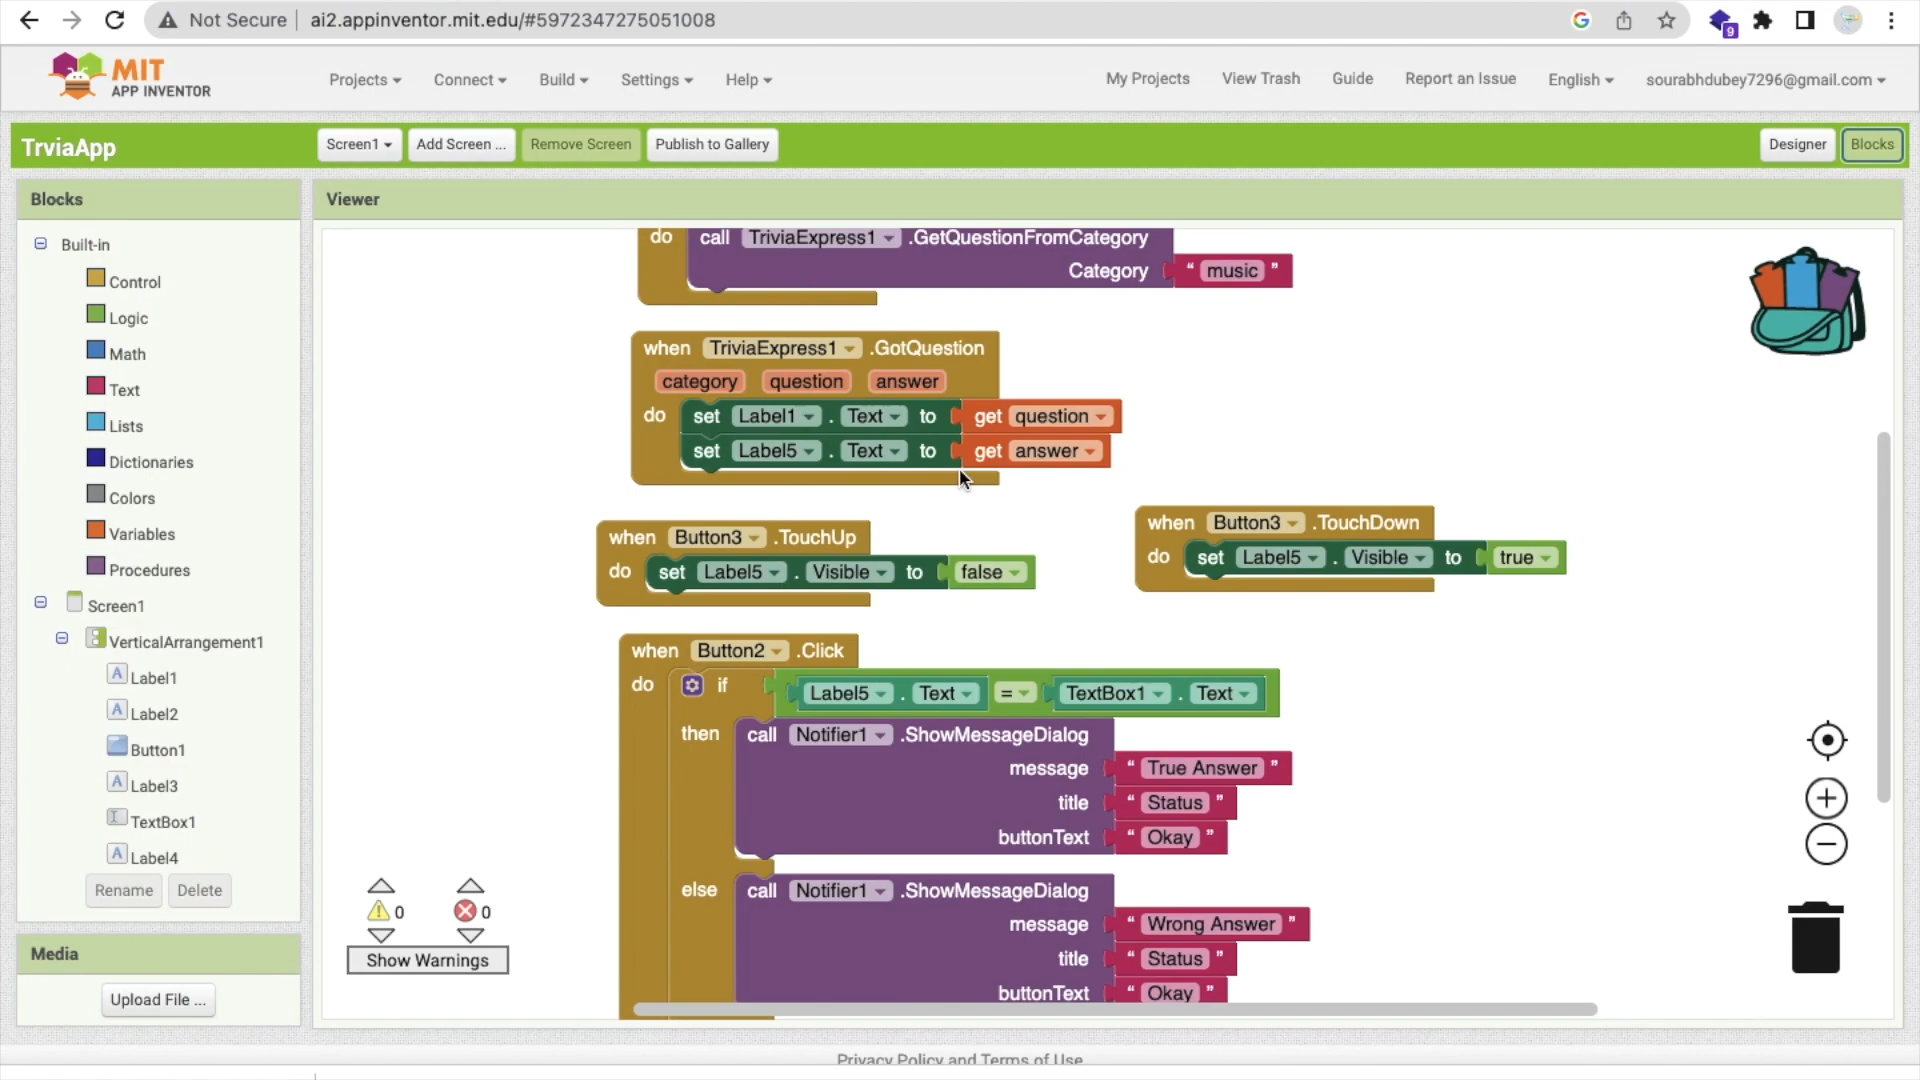 Not Secure | ai2.appinventor.mit.edu/#5972347275051008
9
MIT
APP INVENTOR
Projects Connect Build Settings Help My Projects View Trash Guide Report an Issue English sourabhdubey7296@gmail.com
TrviaApp Screen1 Add Screen ... Remove Screen Publish to Gallery Designer Blocks
Blocks
Viewer
Built-in
Control
Logic
Math
Text
Lists
Dictionaries
Colors
Variables
Procedures
Screen1
VerticalArrangement1
Label1
Label2
Button1
Label3
TextBox1
Label4
Rename Delete
Media
Upload File ...
do call TriviaExpress1 .GetQuestionFromCategory
Category “ music ”
when TriviaExpress1 .GotQuestion
category question answer
do set Label1 . Text to get question
set Label5 . Text to get answer
when Button3 .TouchUp
do set Label5 . Visible to false
when Button3 .TouchDown
do set Label5 . Visible to true
when Button2 .Click
do if Label5 . Text = TextBox1 . Text
then call Notifier1 .ShowMessageDialog
message “ True Answer ”
title “ Status ”
buttonText “ Okay ”
else call Notifier1 .ShowMessageDialog
message “ Wrong Answer ”
title “ Status ”
buttonText “ Okay ”
0 0
Show Warnings
Privacy Policy and Terms of Use